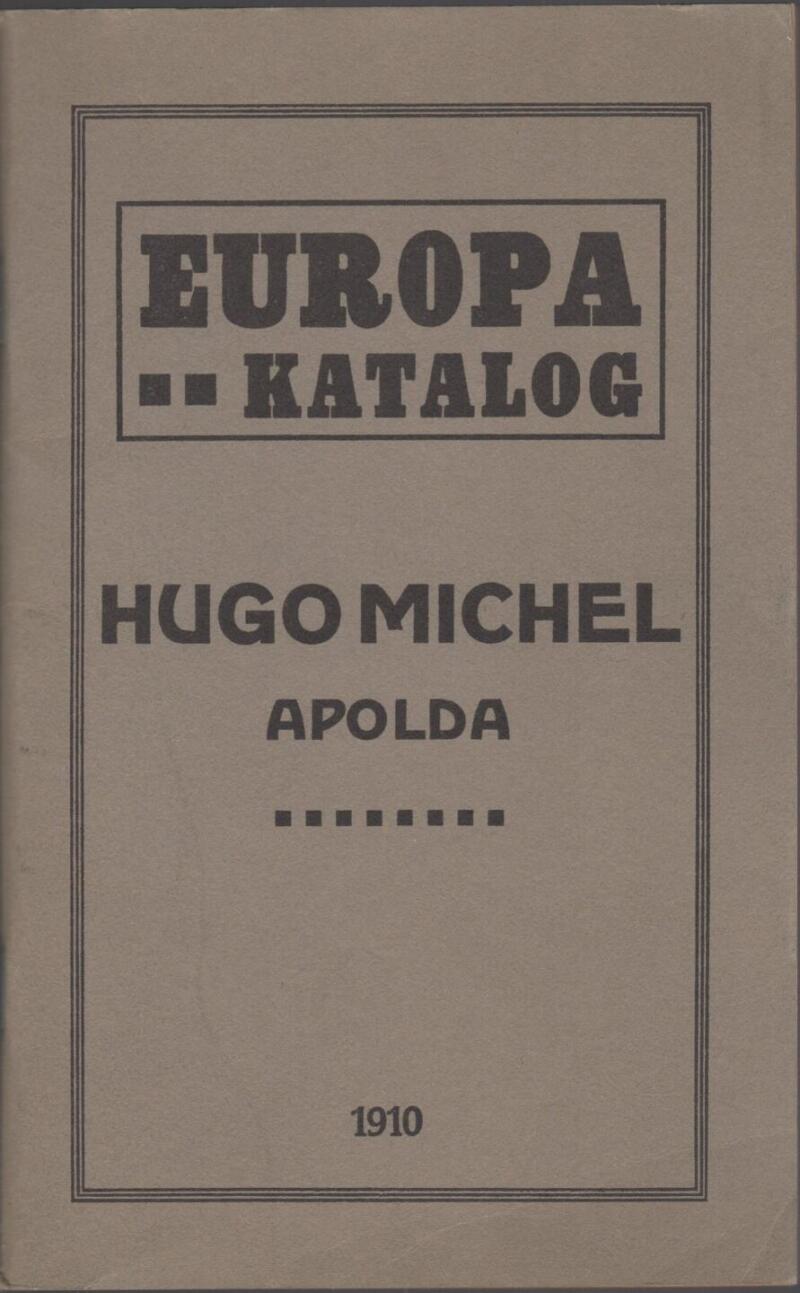 EUROPA
KATALOG
HUGO MICHEL
APOLDA
1910